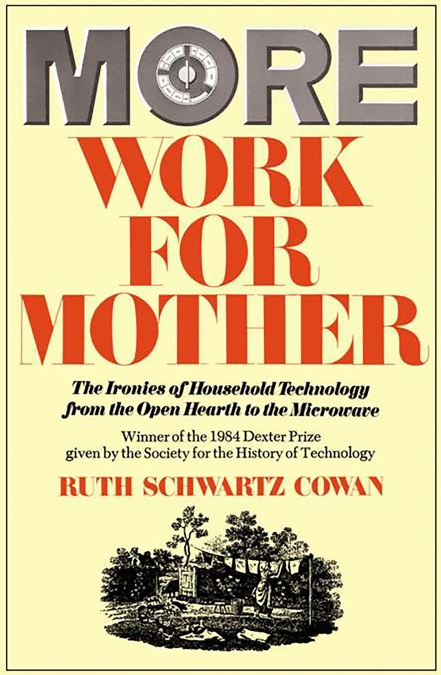 MORE
WORK
FOR
MOTHER
The Ironies of Household Technology
from the Open Hearth to the Microwave
Winner of the 1984 Dexter Prize
given by the Society for the History of Technology
RUTH SCHWARTZ COWAN